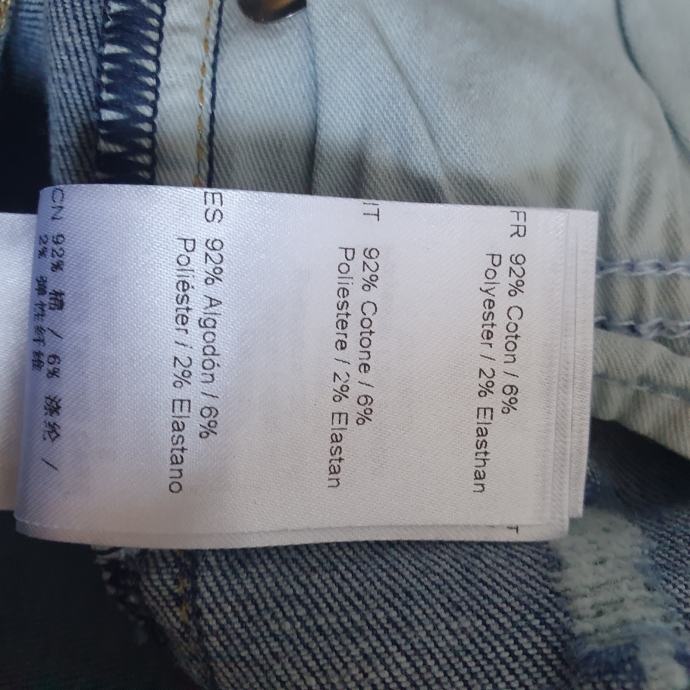 FR 92% Coton / 6%
Polyester / 2% Elasthan
IT 92% Cotone / 6%
Poliestere / 2% Elastan
ES 92% Algodón / 6%
Poliéster / 2% Elastano
CN 92% 棉 / 6% 涤纶 /
2% 弹性纤维